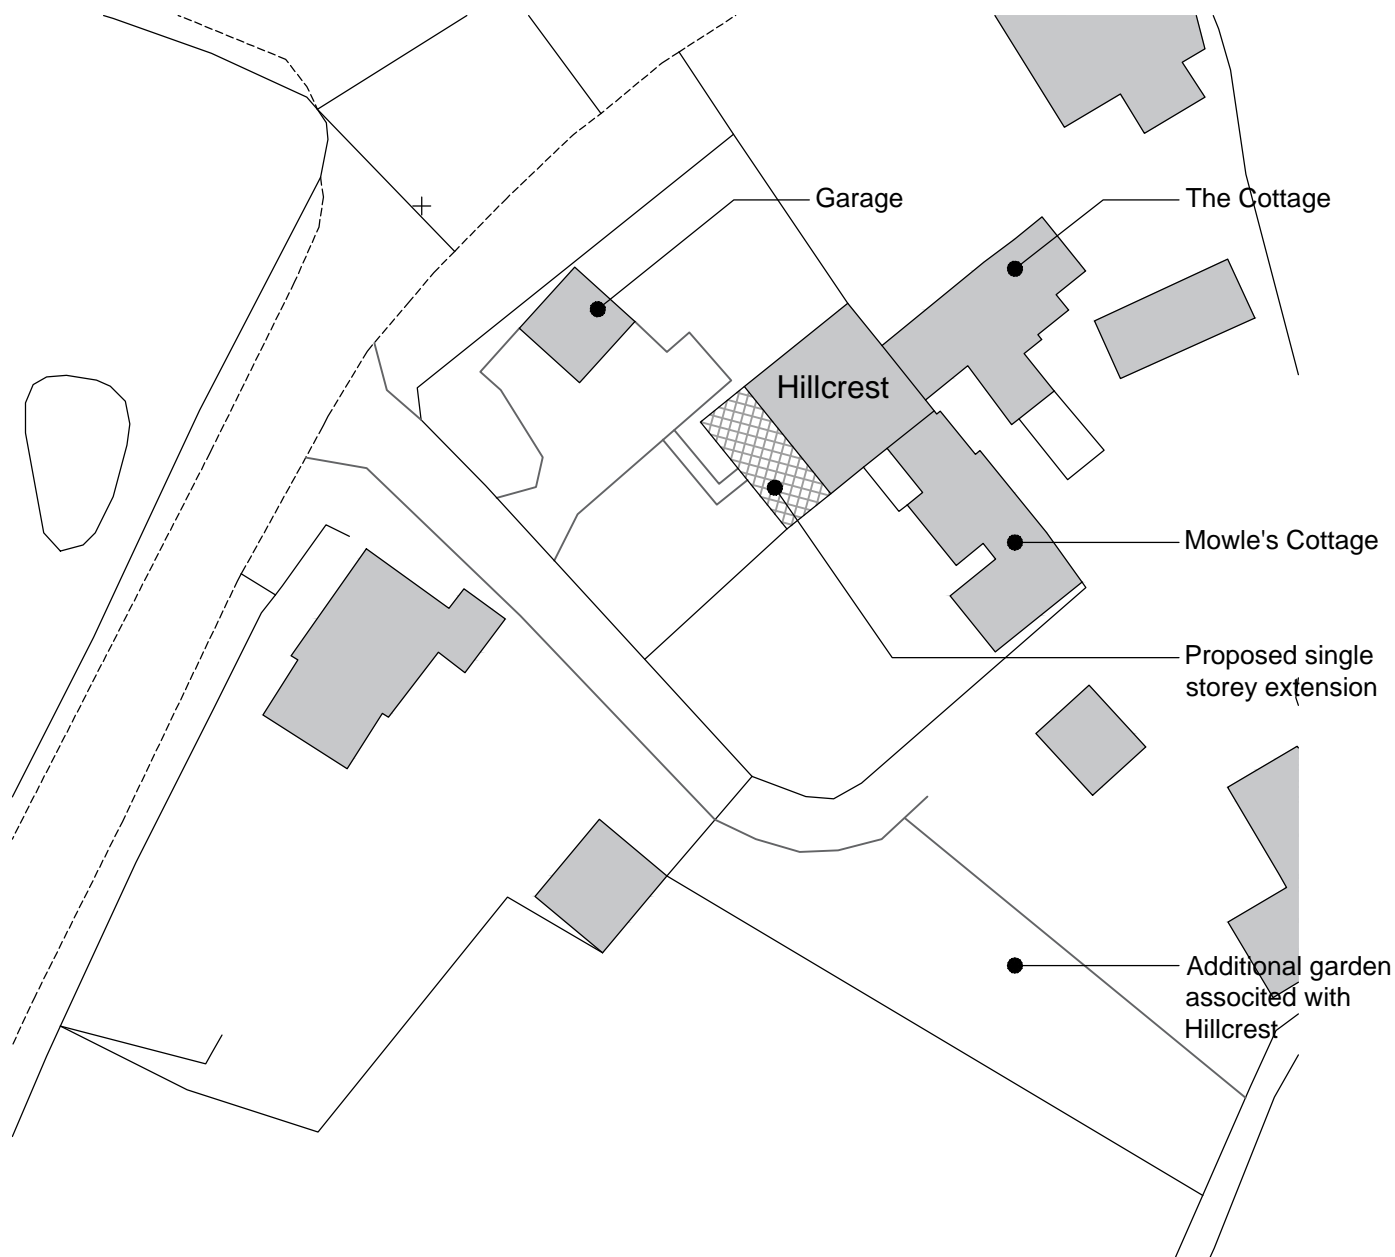 Garage
The Cottage
Hillcrest
Mowle's Cottage
Proposed single
storey extension
Additional garden
associted with
Hillcrest